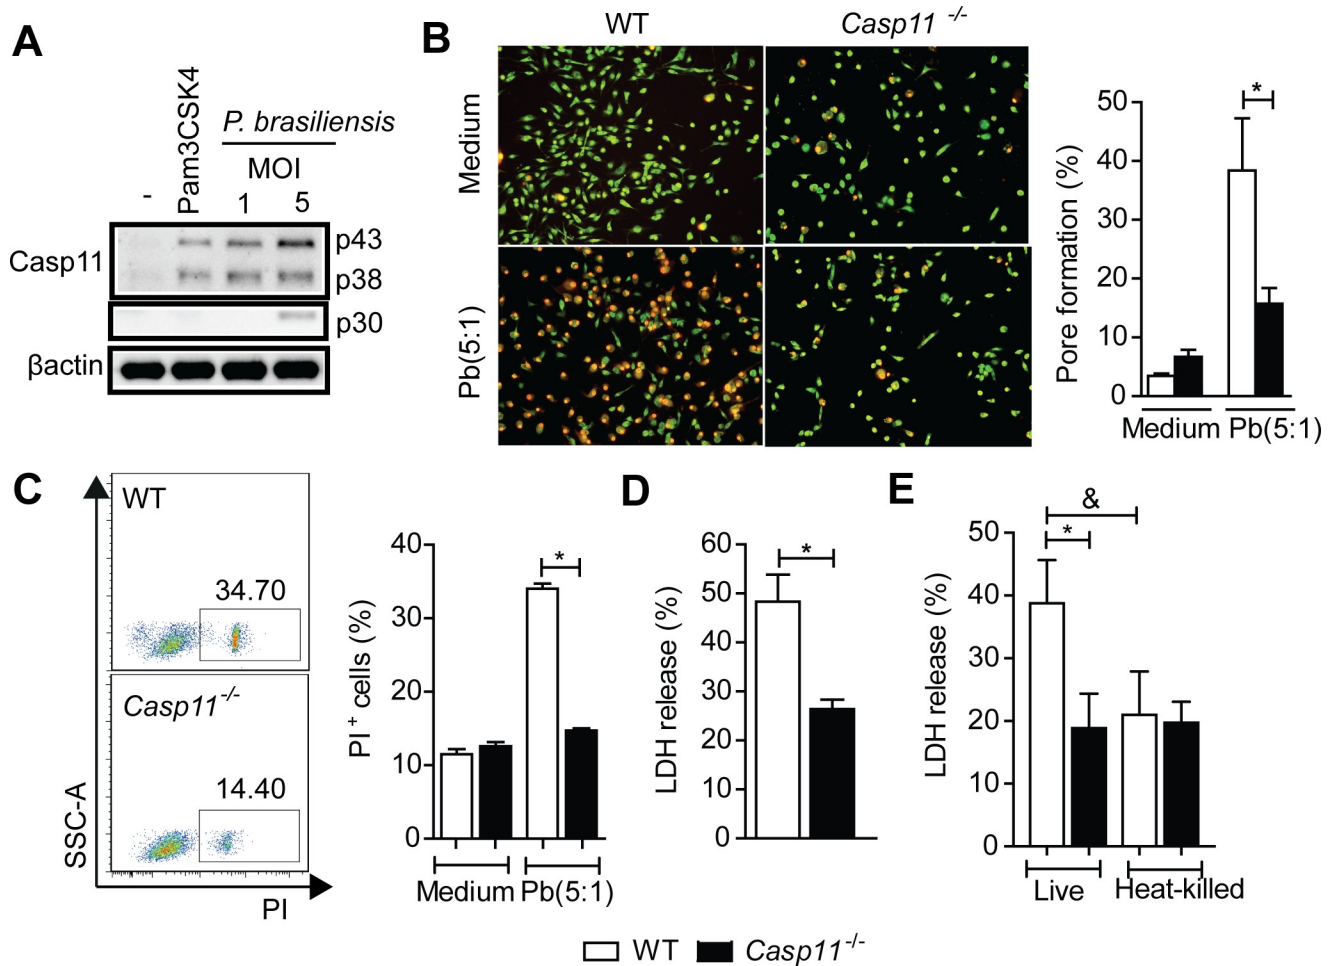 A
Pam3CSK4
P. brasiliensis
MOI
- 1 5
Casp11
p43
p38
p30
βactin
B
WT Casp11 -/-
Medium
Pb(5:1)
Pore formation (%)
50
40
30
20
10
0
*
Medium Pb(5:1)
C
WT
34.70
Casp11-/-
14.40
SSC-A
PI
PI+ cells (%)
40
30
20
10
0
*
Medium Pb(5:1)
D
LDH release (%)
60
50
40
30
20
10
0
*
E
LDH release (%)
50
40
30
20
10
0
&
*
Live Heat-killed
WT Casp11-/-